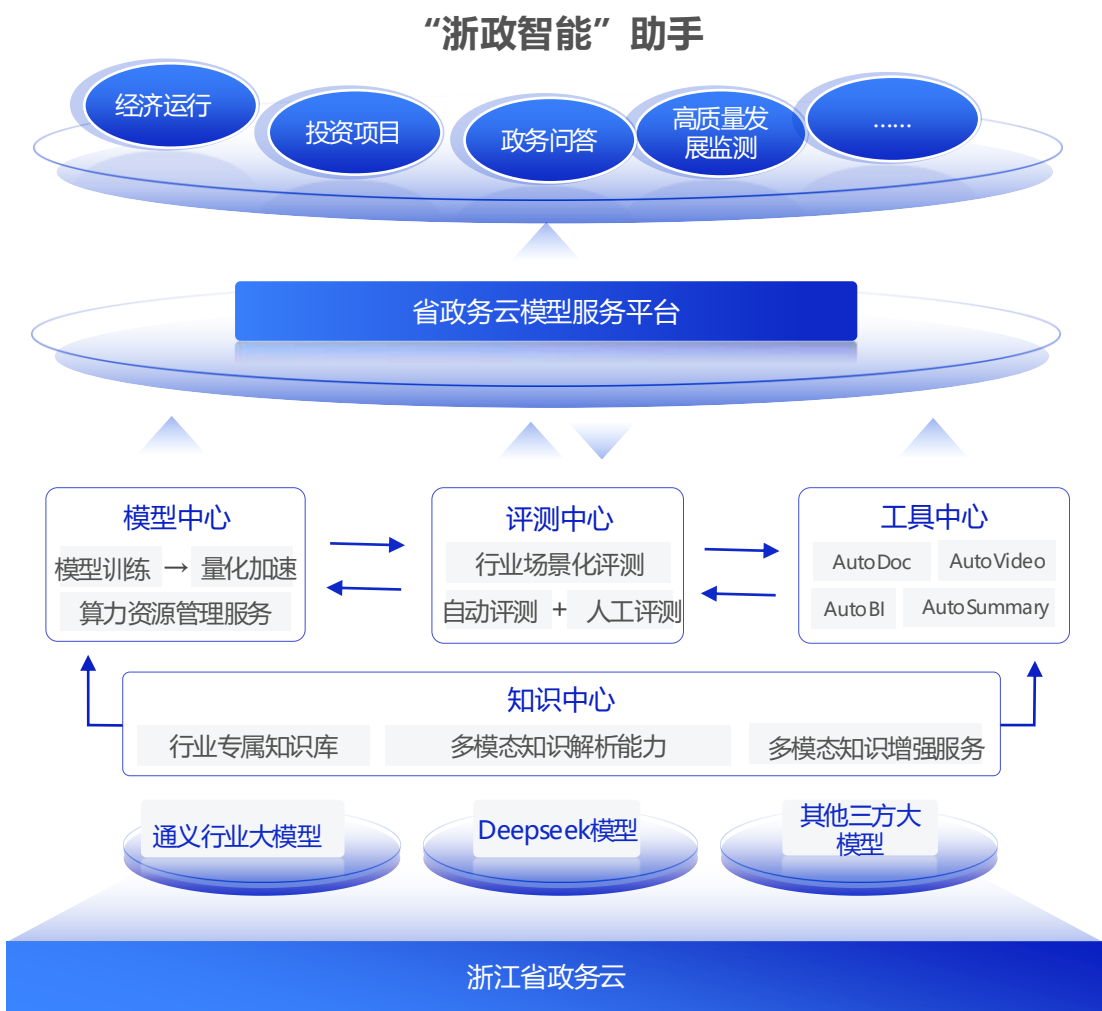 “浙政智能”助手
经济运行
投资项目
政务问答
高质量发
展监测
……
省政务云模型服务平台
模型中心
模型训练 → 量化加速
算力资源管理服务
评测中心
行业场景化评测
自动评测 + 人工评测
工具中心
AutoDoc AutoVideo
AutoBI AutoSummary
知识中心
行业专属知识库 多模态知识解析能力 多模态知识增强服务
通义行业大模型
Deepseek模型
其他三方大
模型
浙江省政务云